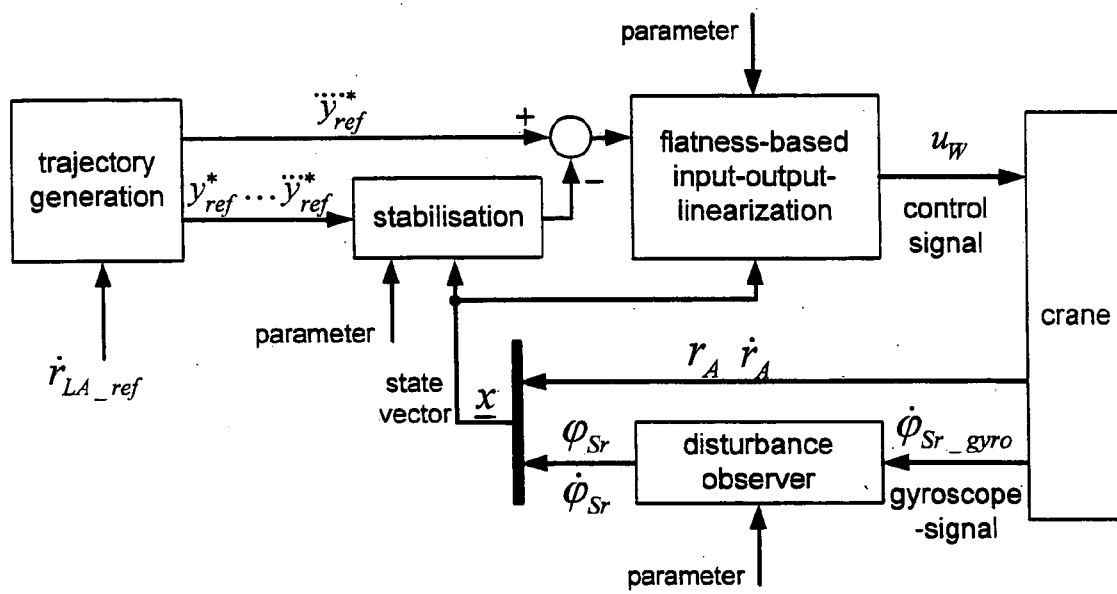 parameter
trajectory
generation
y⃜*ref
y*ref ... y⃛*ref
+
−
stabilisation
flatness-based
input-output-
linearization
uW
control
signal
crane
parameter
ṙLA_ref
state
vector
x
rA ṙA
φSr
φ̇Sr
disturbance
observer
φ̇Sr_gyro
gyroscope
-signal
parameter